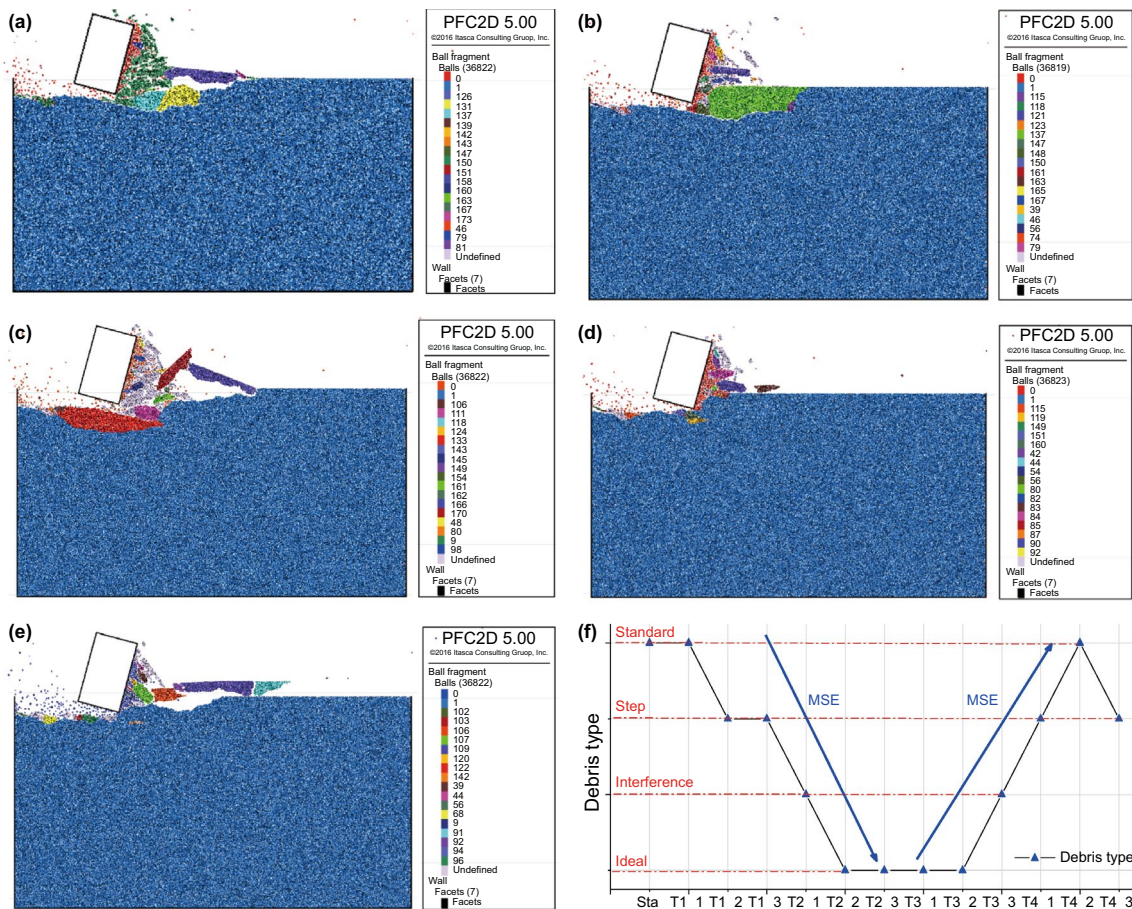 (a)
PFC2D 5.00
©2016 Itasca Consulting Gruop, Inc.
Ball fragment
Balls (36822)
0
1
126
131
137
139
142
143
147
150
151
158
160
163
167
173
46
79
81
Undefined
Wall
Facets (7)
Facets
(b)
PFC2D 5.00
©2016 Itasca Consulting Gruop, Inc.
Ball fragment
Balls (36819)
0
1
115
118
121
123
137
147
148
150
161
163
165
167
39
46
56
74
79
Undefined
Wall
Facets (7)
Facets
(c)
PFC2D 5.00
©2016 Itasca Consulting Gruop, Inc.
Ball fragment
Balls (36822)
0
1
106
111
118
124
133
143
145
149
154
161
162
166
170
48
80
9
98
Undefined
Wall
Facets (7)
Facets
(d)
PFC2D 5.00
©2016 Itasca Consulting Gruop, Inc.
Ball fragment
Balls (36823)
0
1
115
119
149
151
160
42
44
54
56
80
82
83
84
85
87
90
92
Undefined
Wall
Facets (7)
Facets
(e)
PFC2D 5.00
©2016 Itasca Consulting Gruop, Inc.
Ball fragment
Balls (36822)
0
1
102
103
106
107
109
120
122
142
39
44
56
68
9
91
92
94
96
Undefined
Wall
Facets (7)
Facets
(f)
Debris type
Standard
Step
Interference
Ideal
MSE
MSE
Debris type
Sta T1 1 T1 2 T1 3 T2 1 T2 2 T2 3 T3 1 T3 2 T3 3 T4 1 T4 2 T4 3